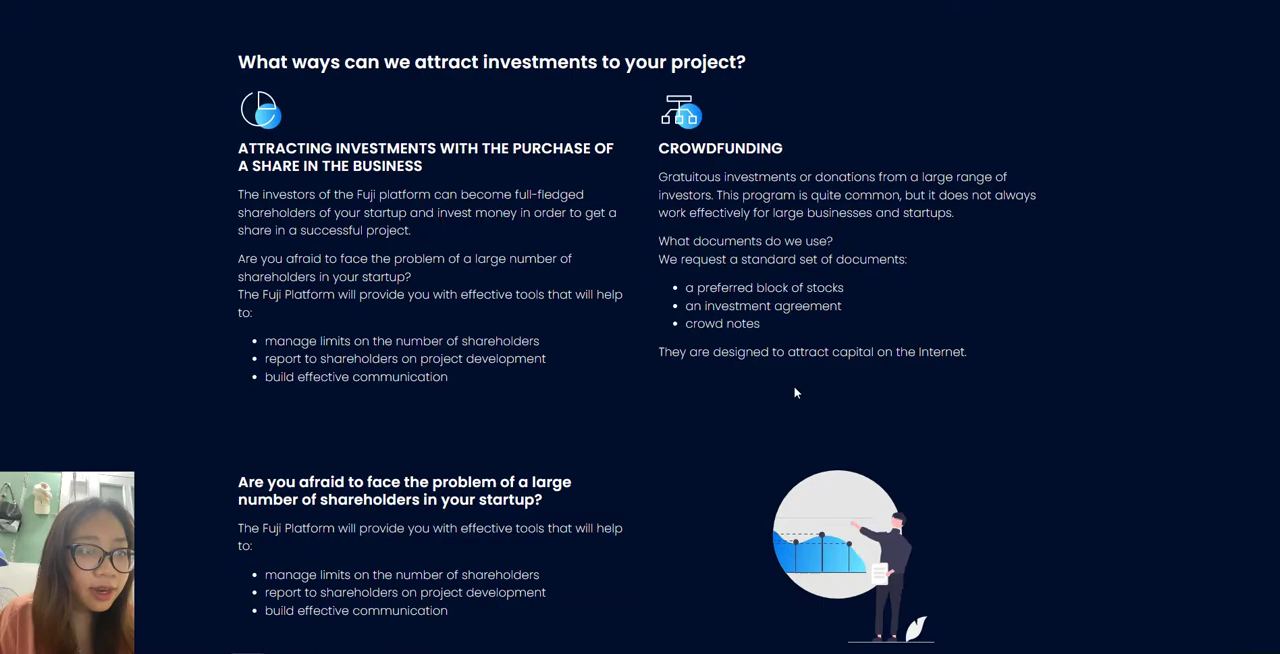 What ways can we attract investments to your project?
ATTRACTING INVESTMENTS WITH THE PURCHASE OF
A SHARE IN THE BUSINESS
The investors of the Fuji platform can become full-fledged
shareholders of your startup and invest money in order to get a
share in a successful project.
Are you afraid to face the problem of a large number of
shareholders in your startup?
The Fuji Platform will provide you with effective tools that will help
to:
• manage limits on the number of shareholders
• report to shareholders on project development
• build effective communication
CROWDFUNDING
Gratuitous investments or donations from a large range of
investors. This program is quite common, but it does not always
work effectively for large businesses and startups.
What documents do we use?
We request a standard set of documents:
• a preferred block of stocks
• an investment agreement
• crowd notes
They are designed to attract capital on the Internet.
Are you afraid to face the problem of a large
number of shareholders in your startup?
The Fuji Platform will provide you with effective tools that will help
to:
• manage limits on the number of shareholders
• report to shareholders on project development
• build effective communication